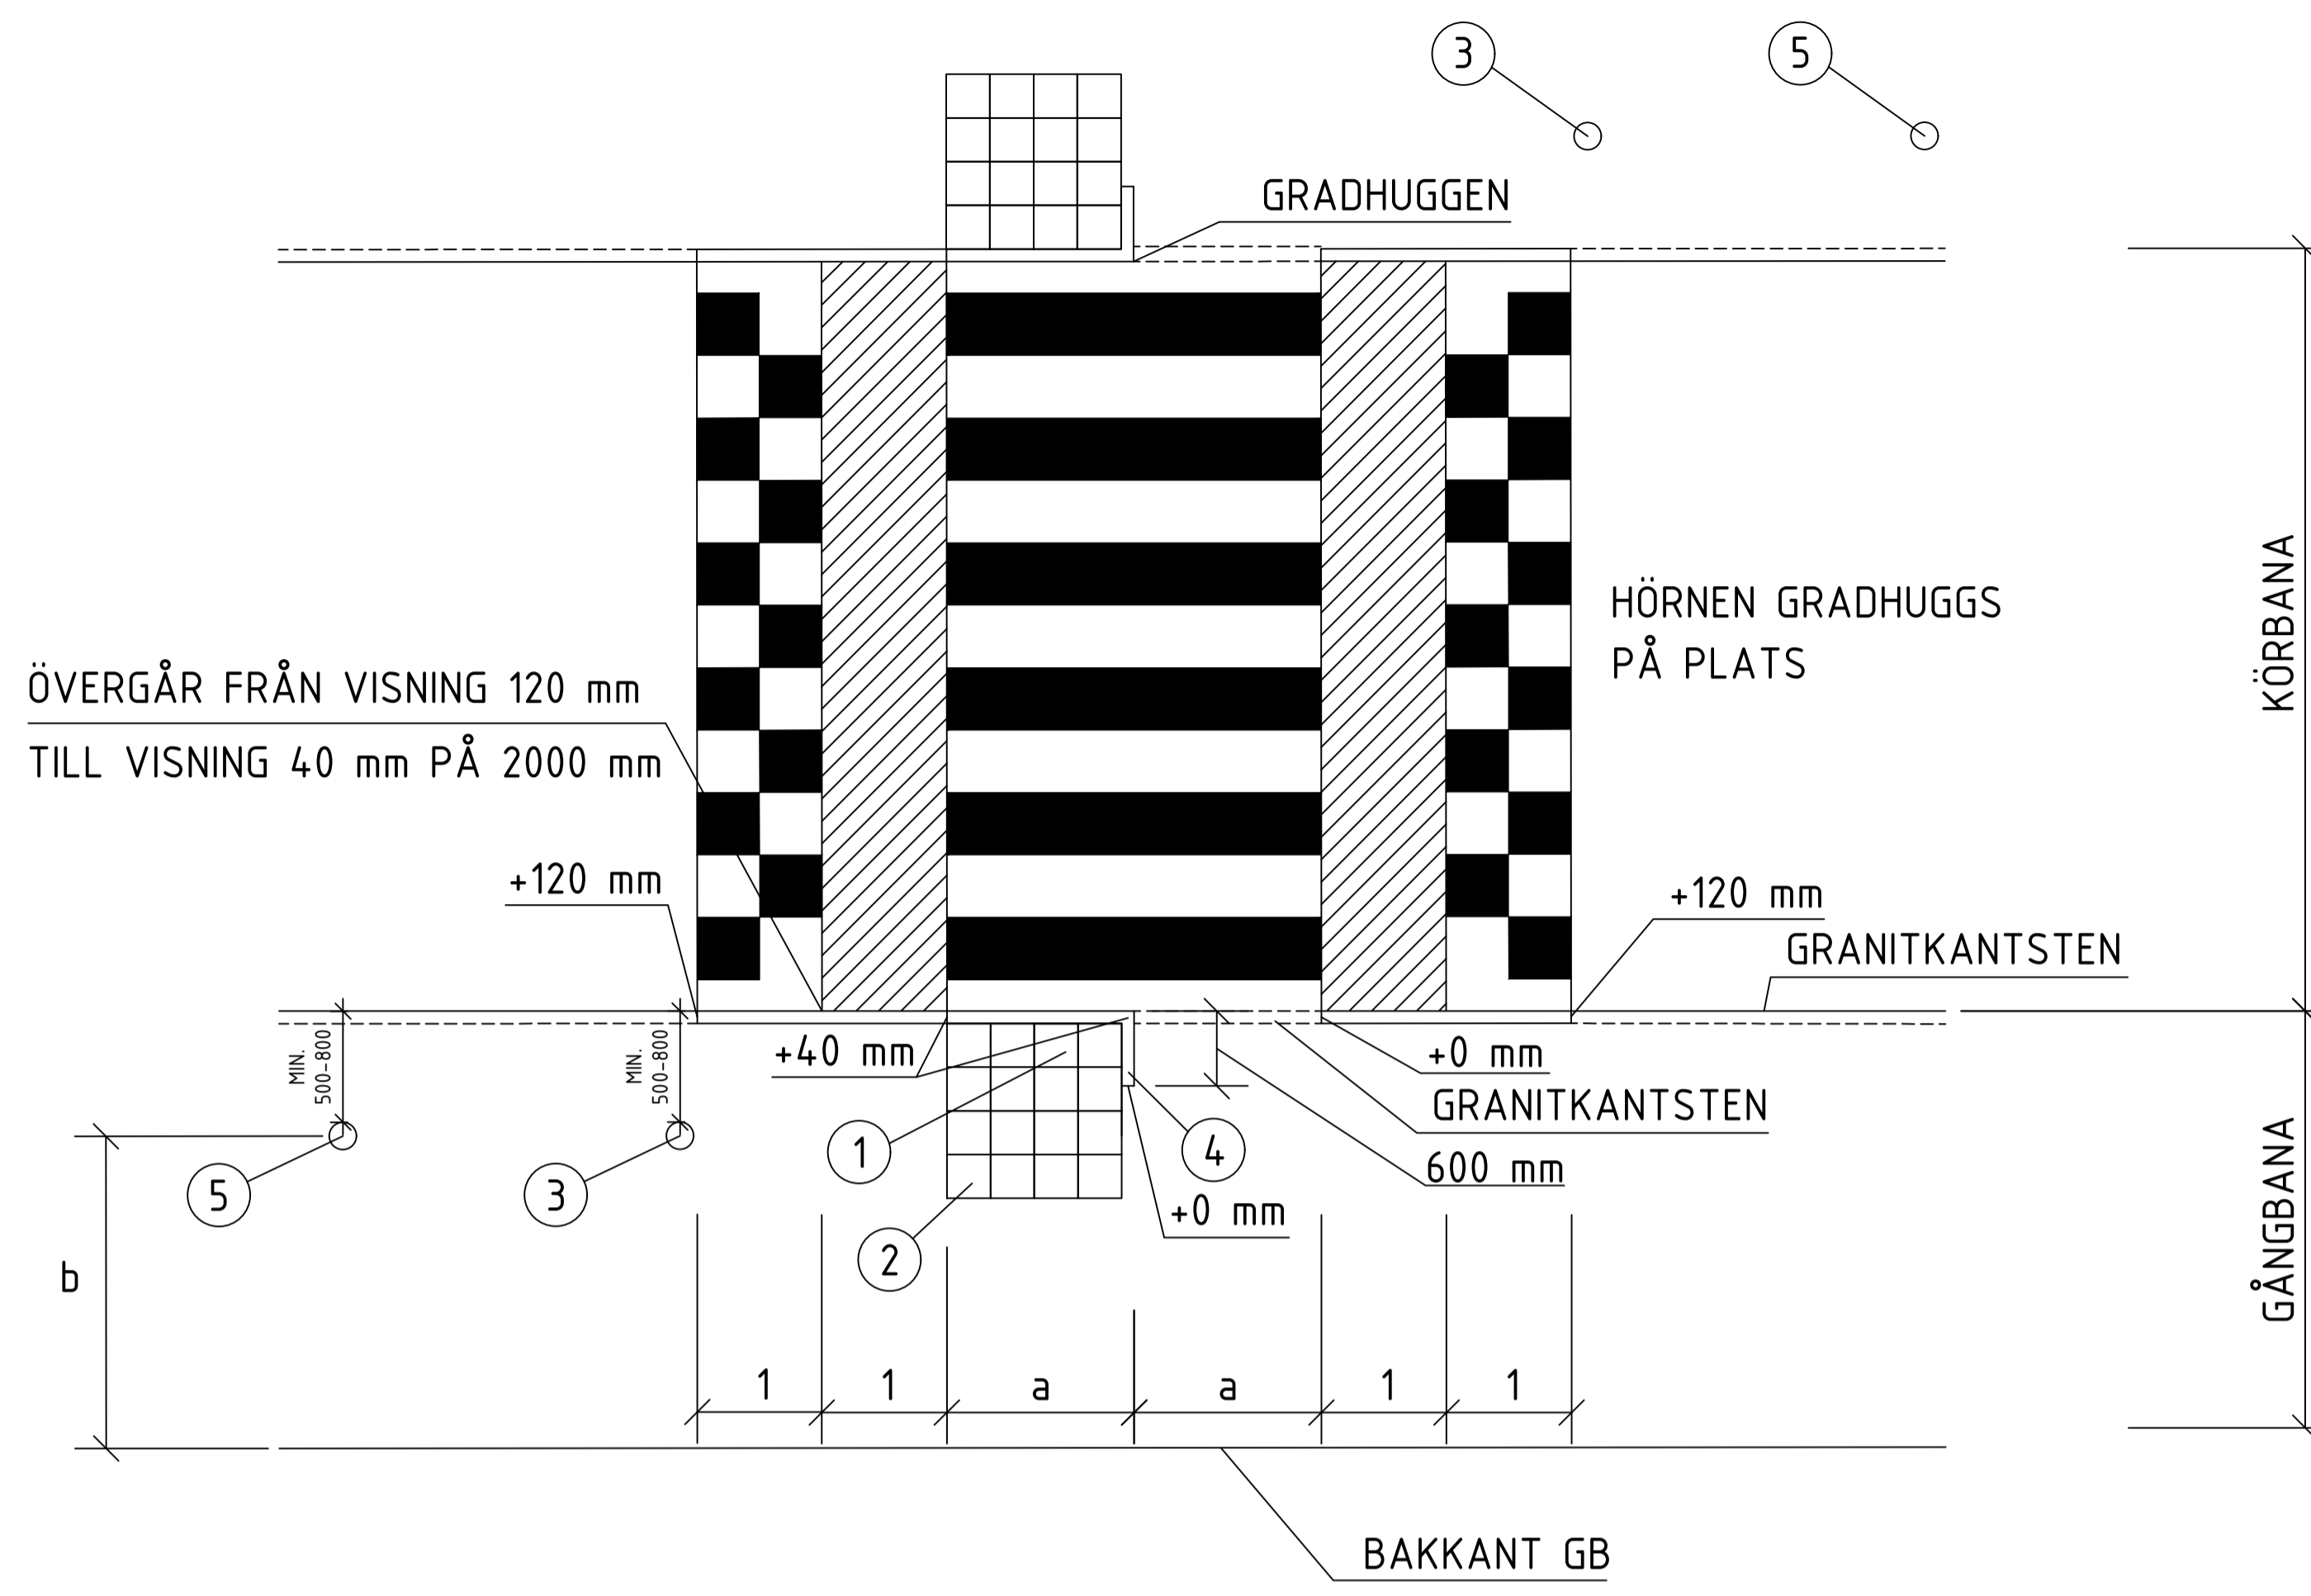 3
5
GRADHUGGEN
HÖRNEN GRADHUGGS
PÅ PLATS
KÖRBANA
ÖVERGÅR FRÅN VISNING 120 mm
TILL VISNING 40 mm PÅ 2000 mm
+120 mm
+120 mm
GRANITKANTSTEN
MIN.
500-800
MIN.
500-800
+40 mm
+0 mm
GRANITKANTSTEN
1
4
600 mm
5
3
+0 mm
2
GÅNGBANA
b
1
1
a
a
1
1
BAKKANT GB